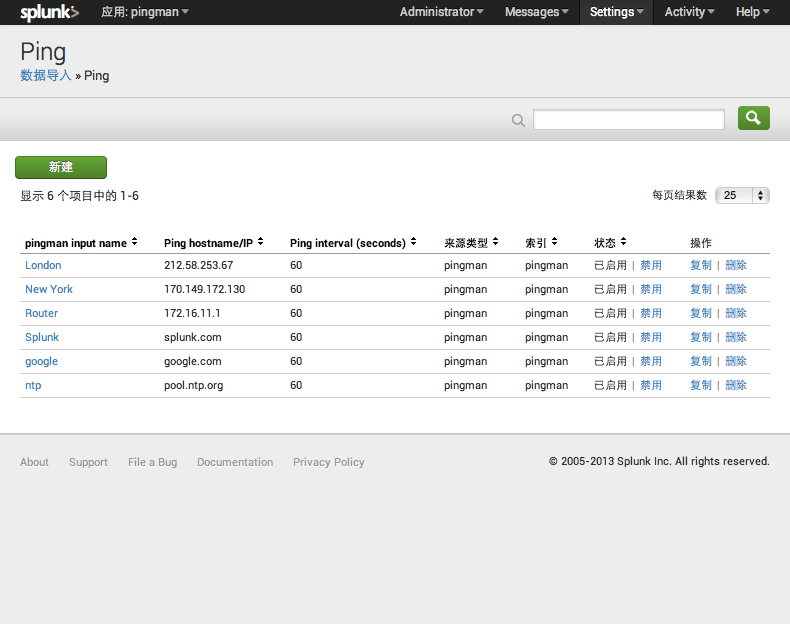 splunk> 应用: pingman Administrator Messages Settings Activity Help
Ping
数据导入 » Ping
新建
显示 6 个项目中的 1-6 每页结果数 25
pingman input name Ping hostname/IP Ping interval (seconds) 来源类型 索引 状态 操作
London 212.58.253.67 60 pingman pingman 已启用 | 禁用 复制 | 删除
New York 170.149.172.130 60 pingman pingman 已启用 | 禁用 复制 | 删除
Router 172.16.11.1 60 pingman pingman 已启用 | 禁用 复制 | 删除
Splunk splunk.com 60 pingman pingman 已启用 | 禁用 复制 | 删除
google google.com 60 pingman pingman 已启用 | 禁用 复制 | 删除
ntp pool.ntp.org 60 pingman pingman 已启用 | 禁用 复制 | 删除
About Support File a Bug Documentation Privacy Policy © 2005-2013 Splunk Inc. All rights reserved.